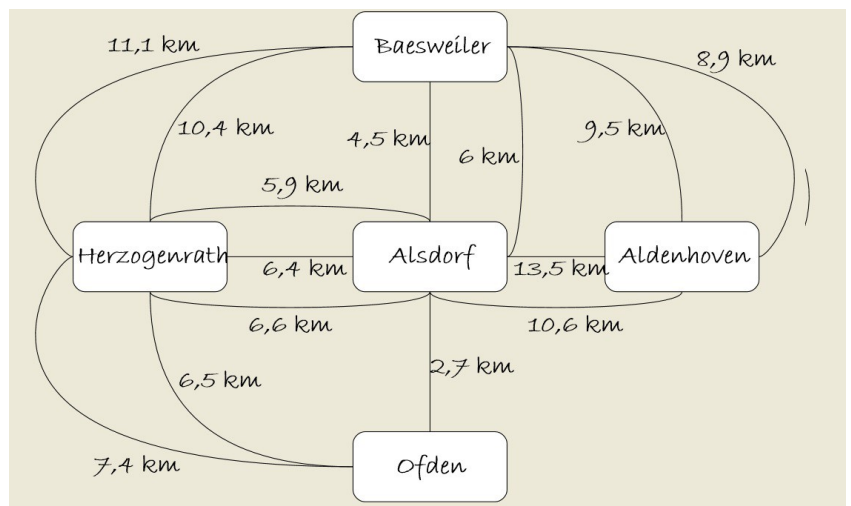 Baesweiler
11,1 km
8,9 km
10,4 km
4,5 km
9,5 km
6 km
5,9 km
Herzogenrath
Alsdorf
Aldenhoven
6,4 km
13,5 km
6,6 km
10,6 km
2,7 km
6,5 km
7,4 km
Ofden